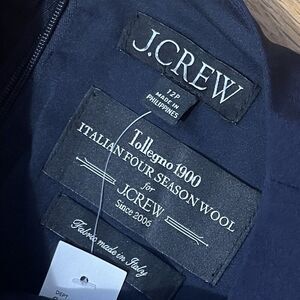 J.CREW
12P
MADE IN
PHILIPPINES
Tollegno 1900
ITALIAN FOUR SEASON WOOL
for
J.CREW
Since 2006
Fabric made in Italy
DEPT